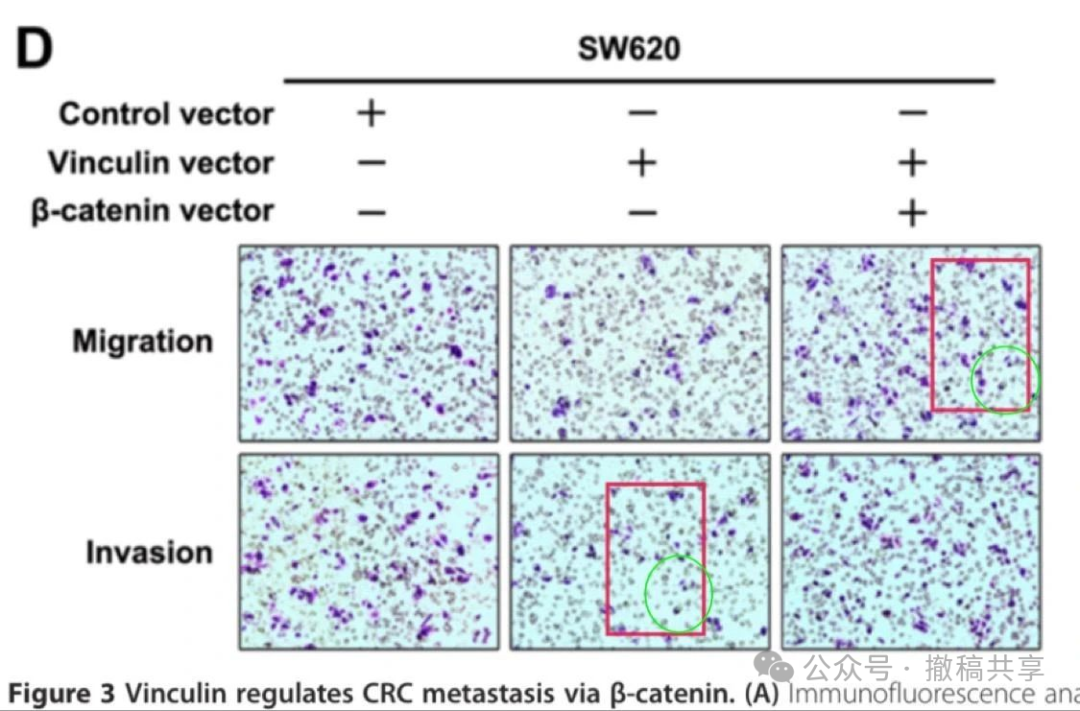 D
SW620
Control vector + − −
Vinculin vector − + +
β-catenin vector − − +
Migration
Invasion
公众号 · 撤稿共享
Figure 3 Vinculin regulates CRC metastasis via β-catenin. (A) Immunofluorescence ana